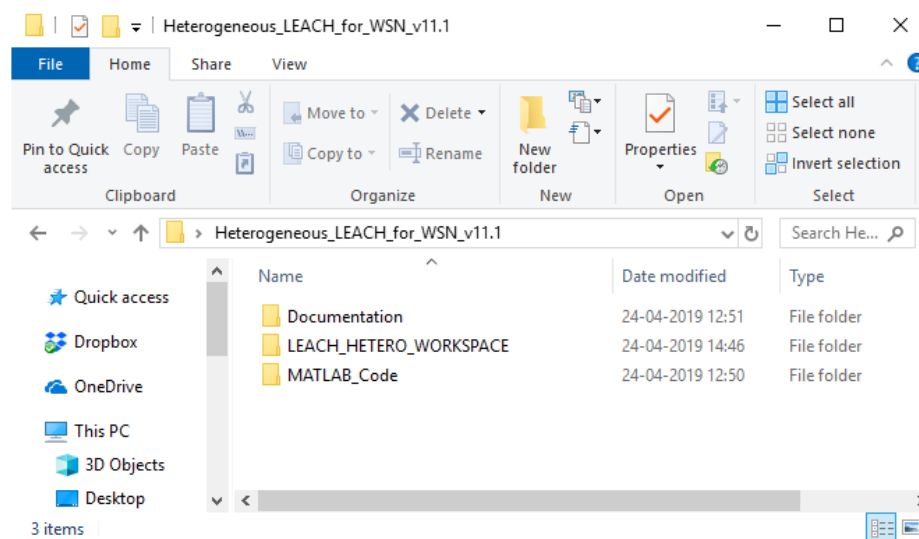 Heterogeneous_LEACH_for_WSN_v11.1
File Home Share View
Pin to Quick access
Copy
Paste
Move to
Copy to
Delete
Rename
New folder
Properties
Select all
Select none
Invert selection
Clipboard Organize New Open Select
Heterogeneous_LEACH_for_WSN_v11.1
Search He...
Name Date modified Type
Quick access
Dropbox
OneDrive
This PC
3D Objects
Desktop
Documentation 24-04-2019 12:51 File folder
LEACH_HETERO_WORKSPACE 24-04-2019 14:46 File folder
MATLAB_Code 24-04-2019 12:50 File folder
3 items